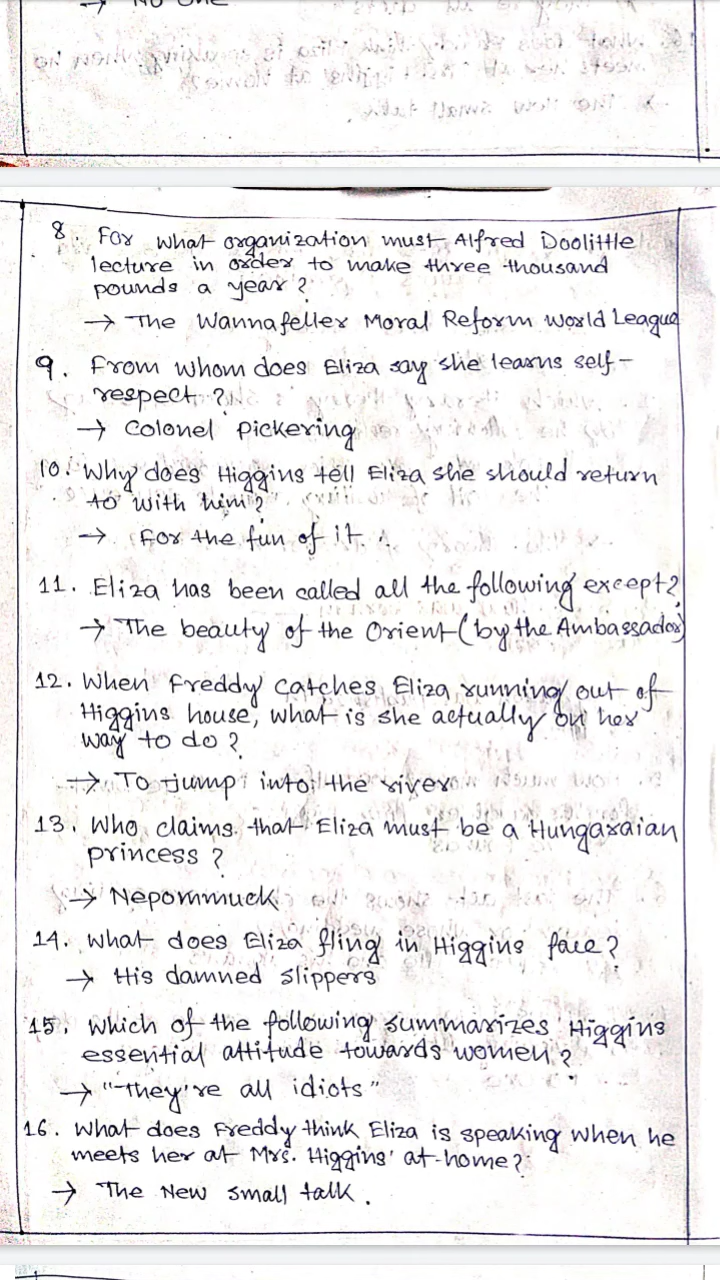 → No One
8. For what organization must Alfred Doolittle
lecture in order to make three thousand
pounds a year?
→ The Wannafeller Moral Reform World League
9. From whom does Eliza say she learns self-
respect?
→ Colonel Pickering
10. Why does Higgins tell Eliza she should return
to with him?
→ For the fun of it.
11. Eliza has been called all the following except?
→ The beauty of the Orient (by the Ambassador)
12. When Freddy catches Eliza running out of
Higgins house, what is she actually on her
way to do?
→ To jump into the river
13. Who claims that Eliza must be a Hungaraian
princess?
→ Nepommuck
14. What does Eliza fling in Higgins face?
→ His damned slippers
15. Which of the following summarizes Higgins
essential attitude towards women?
→ "They're all idiots"
16. What does Freddy think Eliza is speaking when he
meets her at Mrs. Higgins' at-home?
→ The New small talk.